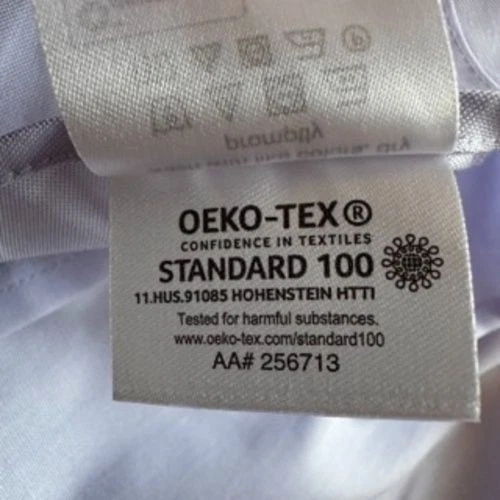 promptly
OEKO-TEX®
CONFIDENCE IN TEXTILES
STANDARD 100
11.HUS.91085 HOHENSTEIN HTTI
Tested for harmful substances.
www.oeko-tex.com/standard100
AA# 256713